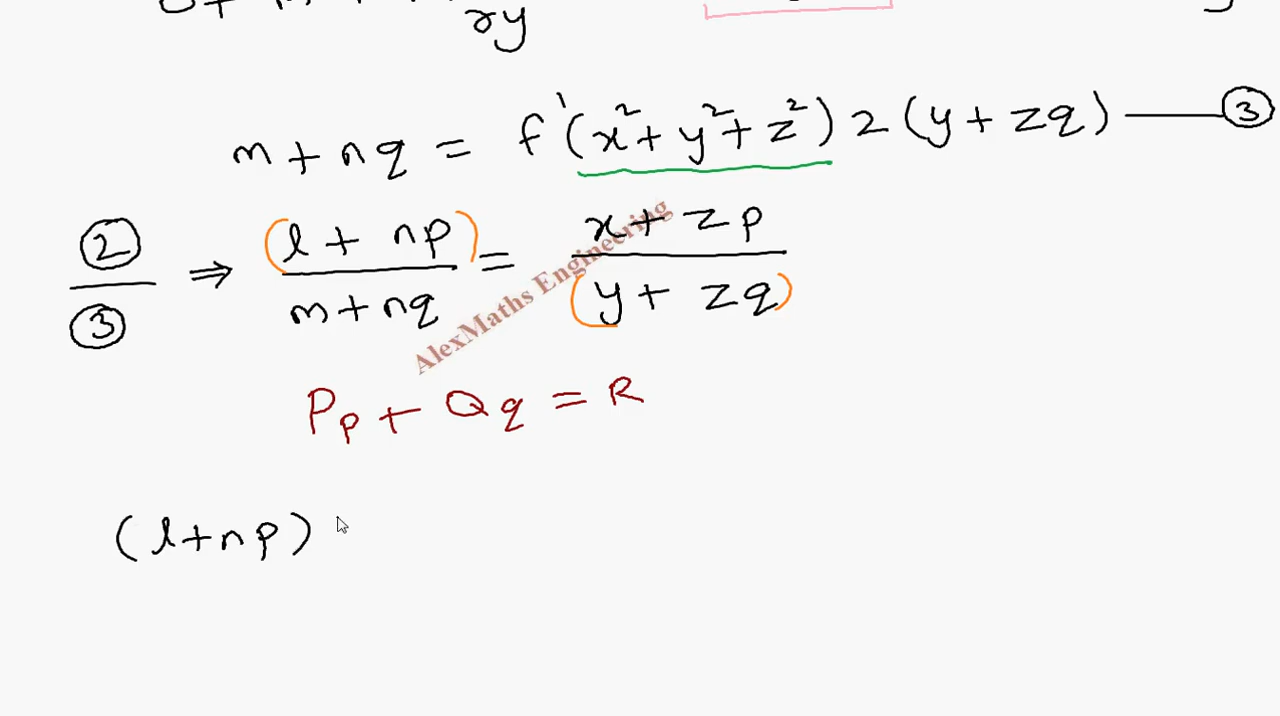 ∂y
m + nq = f'(x² + y² + z²) 2 (y + zq) —— ③
②/③ ⇒ (l + np)/(m + nq) = (x + zp)/(y + zq)
AlexMaths Engineering
Pp + Qq = R
(l + np)